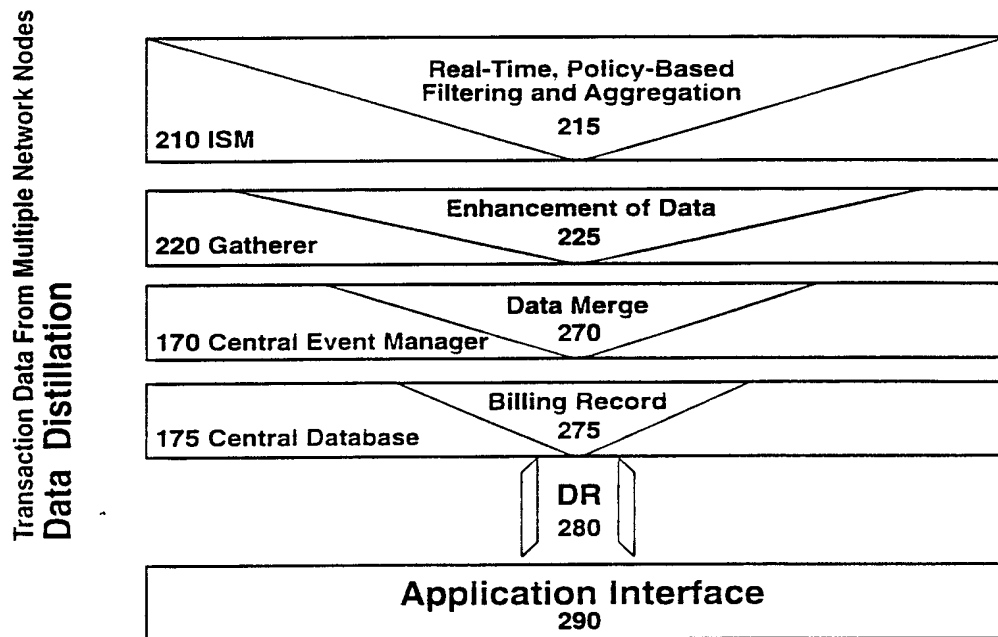 Transaction Data From Multiple Network Nodes
Data Distillation
Real-Time, Policy-Based
Filtering and Aggregation
215
210 ISM
Enhancement of Data
225
220 Gatherer
Data Merge
270
170 Central Event Manager
Billing Record
275
175 Central Database
DR
280
Application Interface
290